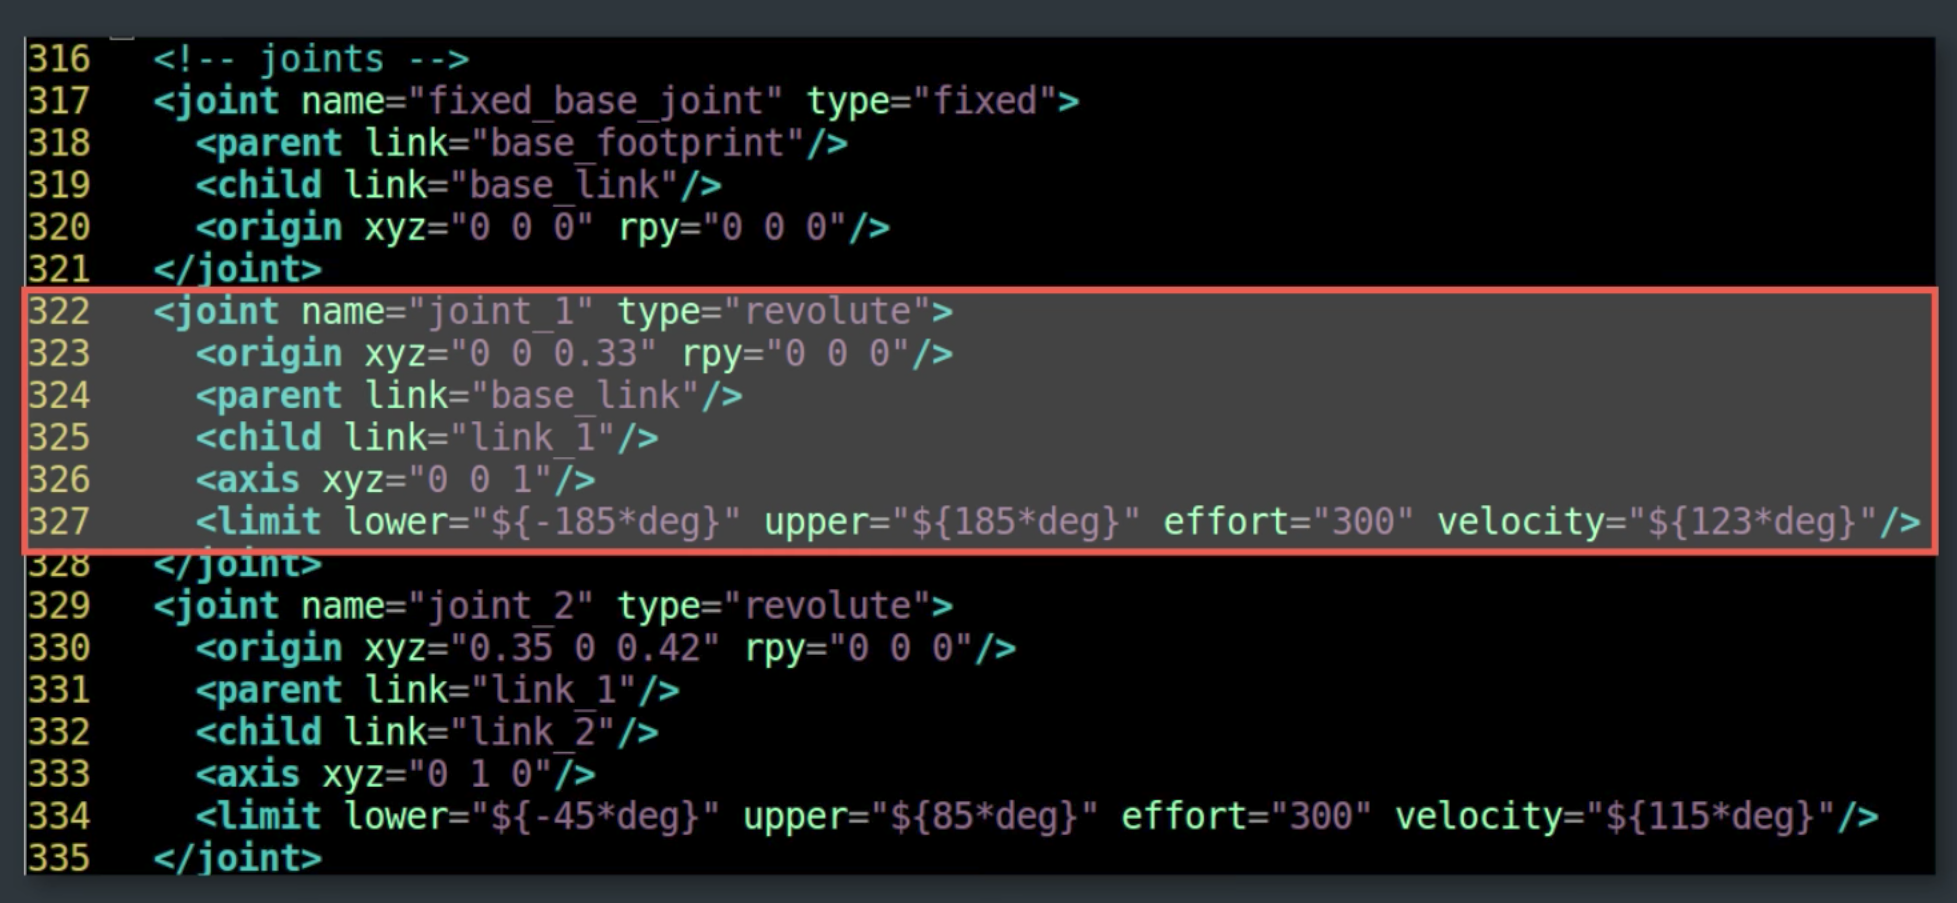 316   <!-- joints -->
317   <joint name="fixed_base_joint" type="fixed">
318     <parent link="base_footprint"/>
319     <child link="base_link"/>
320     <origin xyz="0 0 0" rpy="0 0 0"/>
321   </joint>
322   <joint name="joint_1" type="revolute">
323     <origin xyz="0 0 0.33" rpy="0 0 0"/>
324     <parent link="base_link"/>
325     <child link="link_1"/>
326     <axis xyz="0 0 1"/>
327     <limit lower="${-185*deg}" upper="${185*deg}" effort="300" velocity="${123*deg}"/>
328   </joint>
329   <joint name="joint_2" type="revolute">
330     <origin xyz="0.35 0 0.42" rpy="0 0 0"/>
331     <parent link="link_1"/>
332     <child link="link_2"/>
333     <axis xyz="0 1 0"/>
334     <limit lower="${-45*deg}" upper="${85*deg}" effort="300" velocity="${115*deg}"/>
335   </joint>